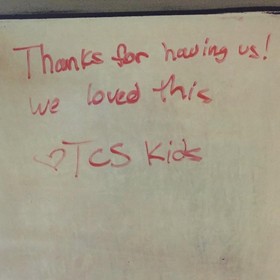 Thanks for having us!
We loved this
♡TCS Kids